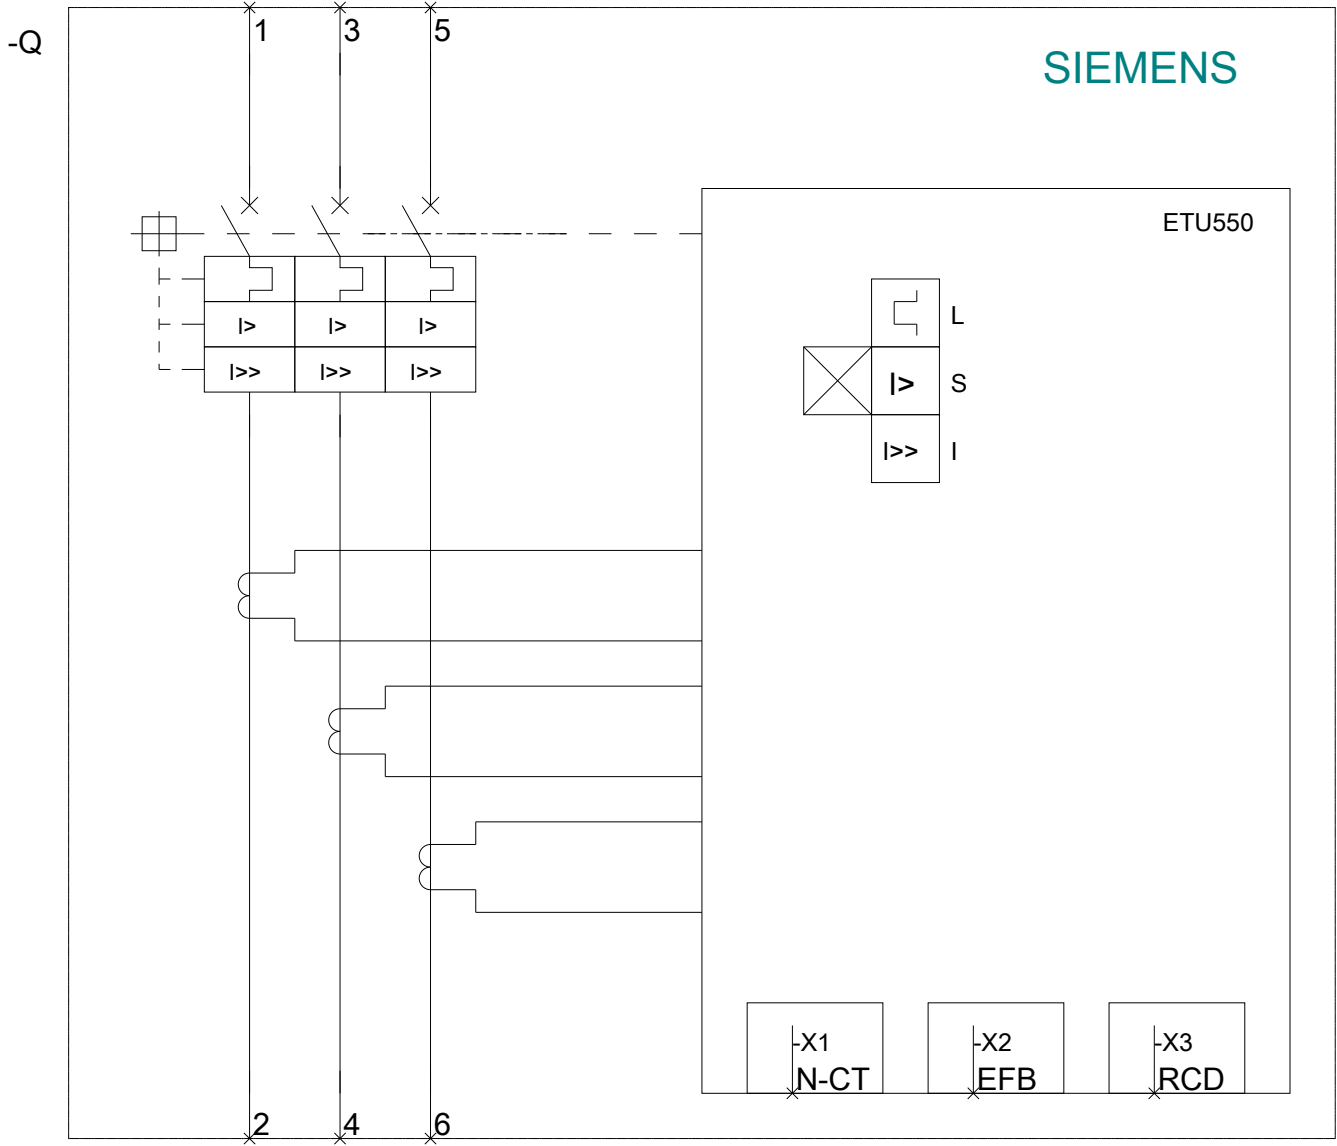 -Q
1 3 5
SIEMENS
ETU550
L
I> I> I>
I>> I>> I>>
I> S
I>> I
-X1 -X2 -X3
N-CT EFB RCD
2 4 6